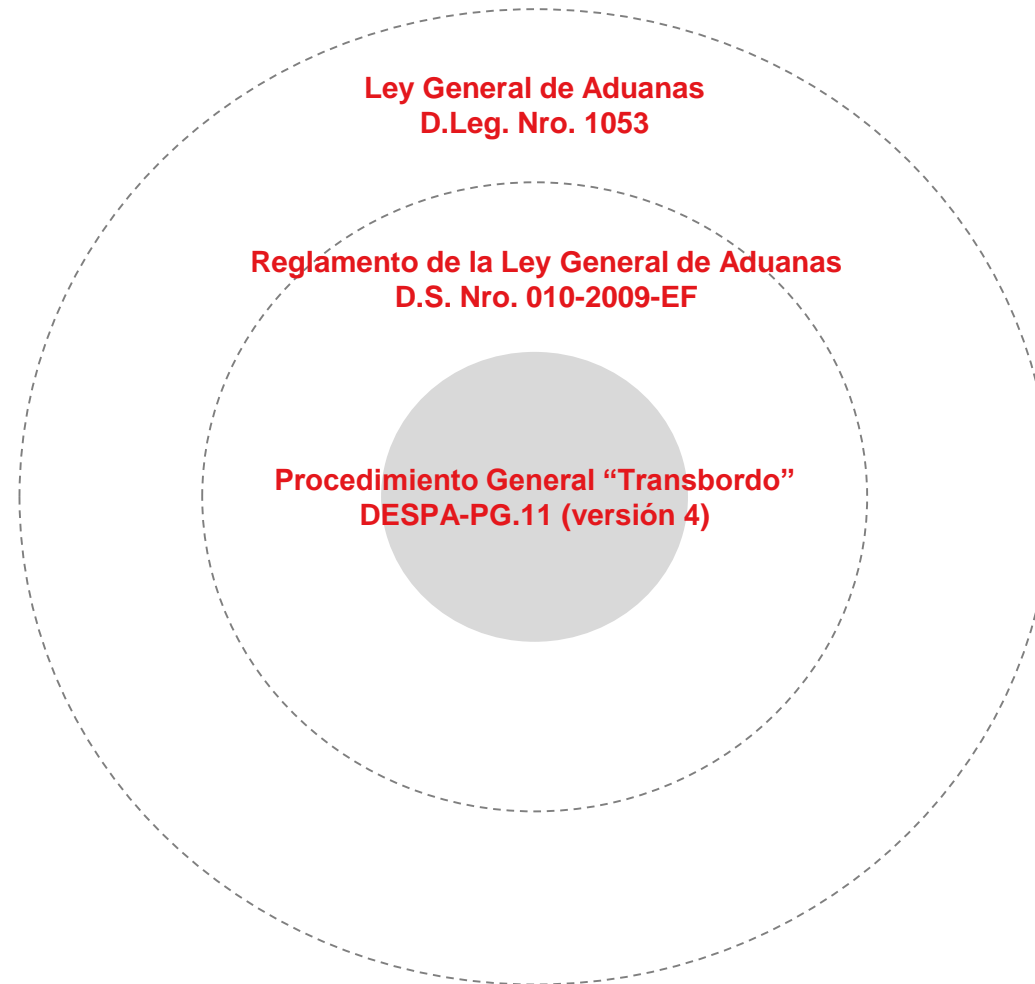 Ley General de Aduanas
D.Leg. Nro. 1053
Reglamento de la Ley General de Aduanas
D.S. Nro. 010-2009-EF
Procedimiento General “Transbordo”
DESPA-PG.11 (versión 4)